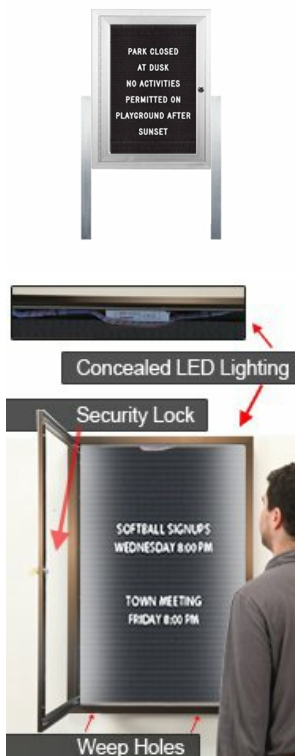 PARK CLOSED
AT DUSK
NO ACTIVITIES
PERMITTED ON
PLAYGROUND AFTER
SUNSET
Concealed LED Lighting
Security Lock
SOFTBALL SIGNUPS
WEDNESDAY 8:00 PM
TOWN MEETING
FRIDAY 8:00 PM
Weep Holes